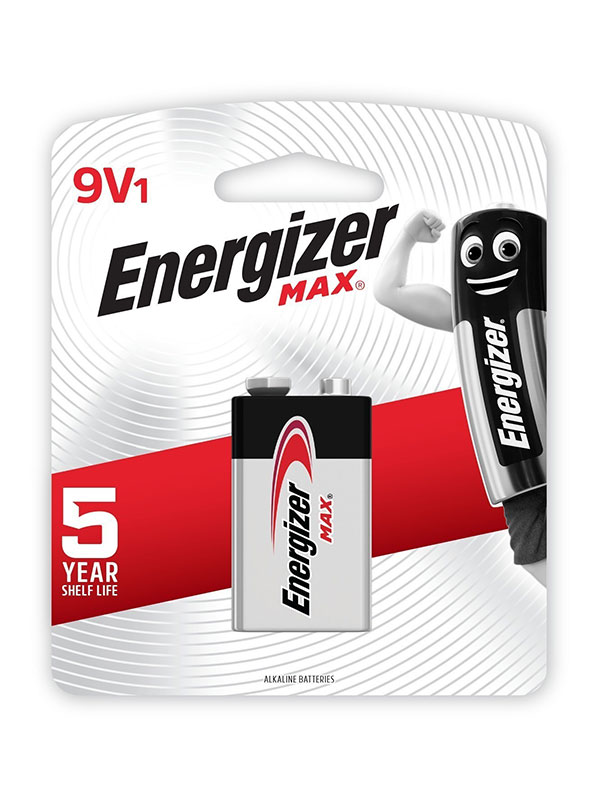 9V1
Energizer
MAX®
Energizer®
Energizer
MAX®
5
YEAR
SHELF LIFE
ALKALINE BATTERIES